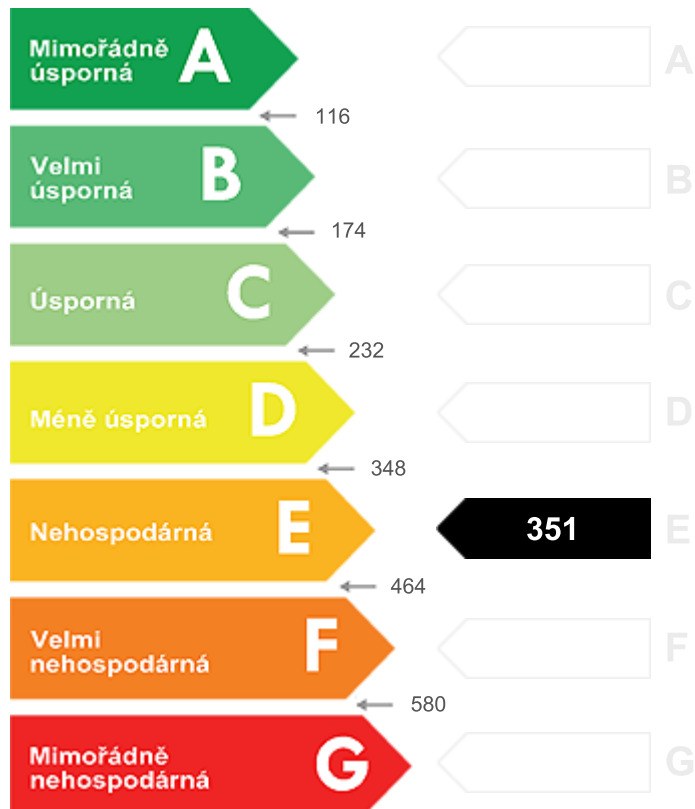 Mimořádně
úsporná
A
A
116
Velmi
úsporná
B
B
174
Úsporná
C
C
232
Méně úsporná
D
D
348
Nehospodárná
E
351
E
464
Velmi
nehospodárná
F
F
580
Mimořádně
nehospodárná
G
G